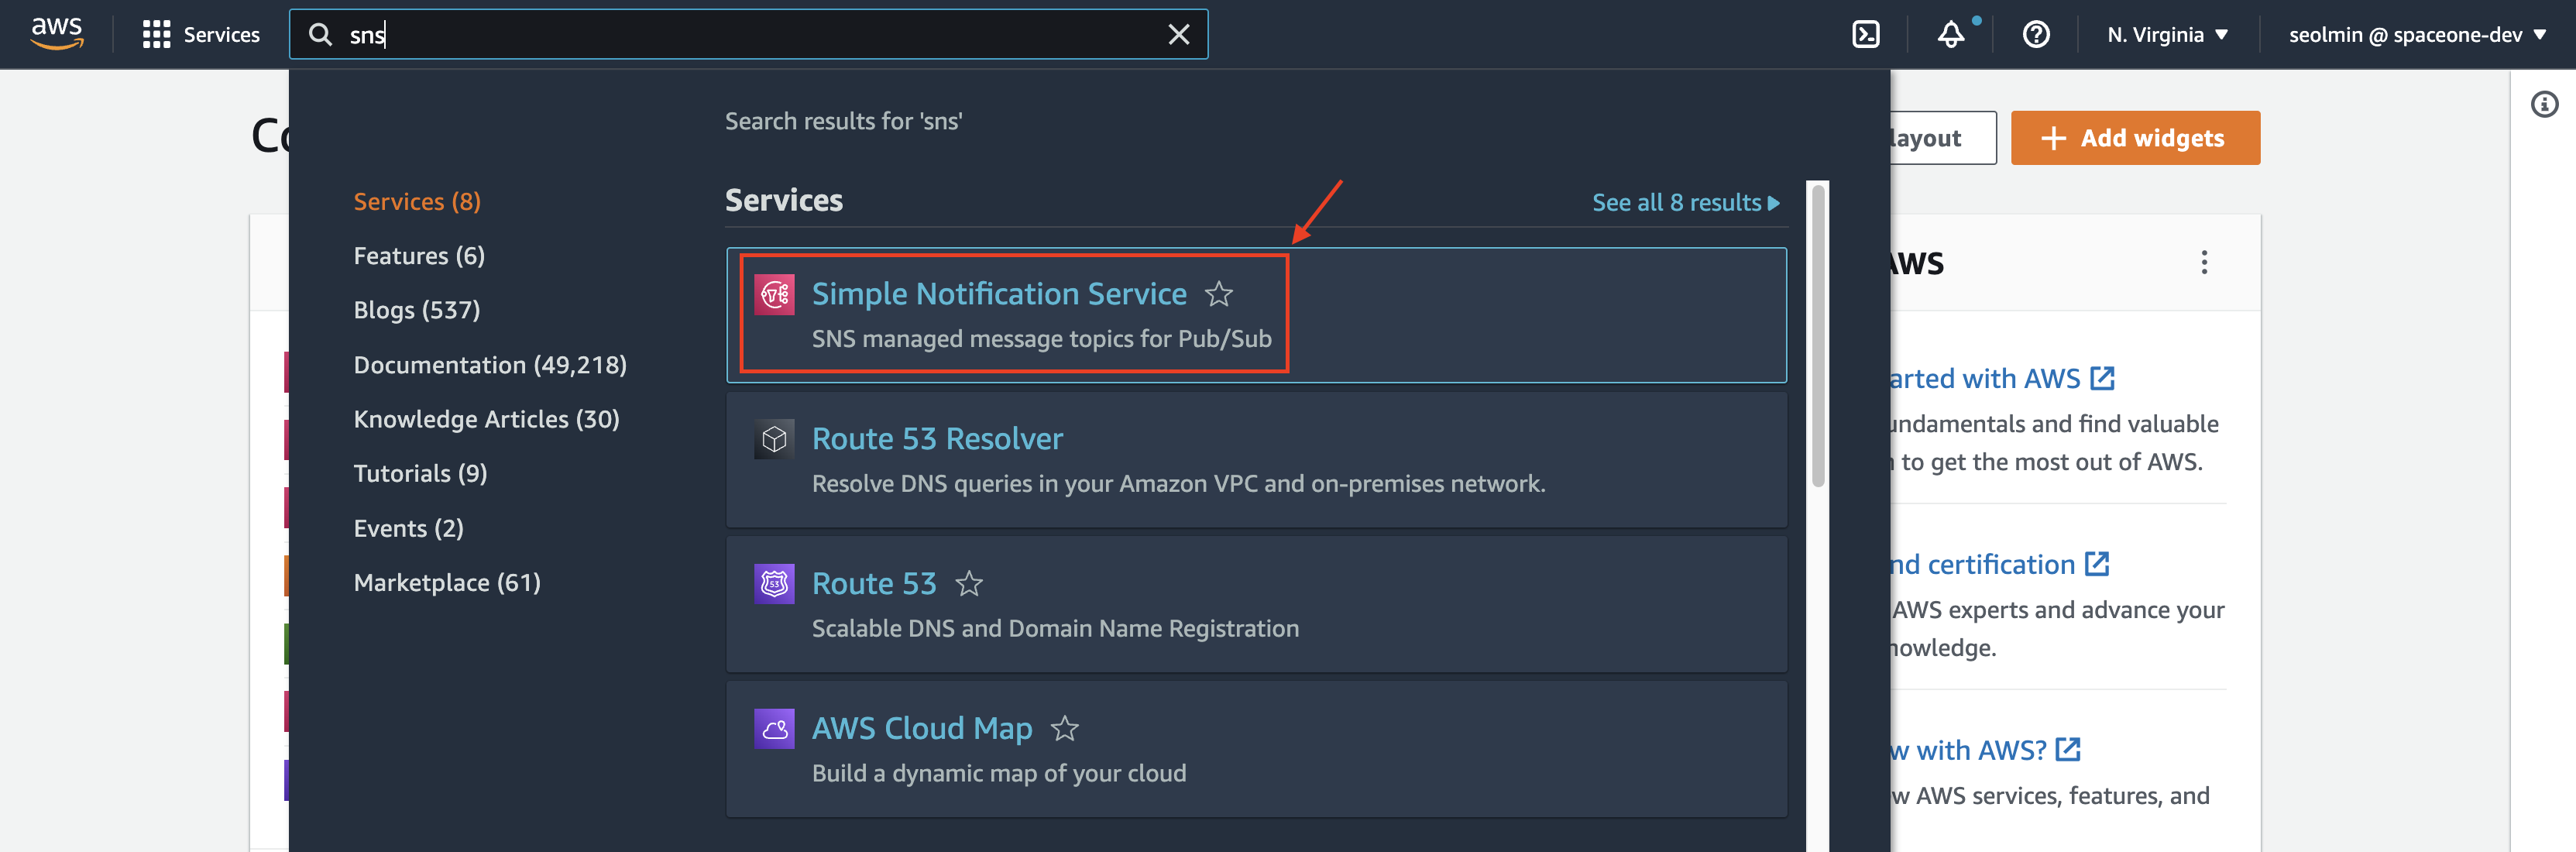 aws
Services
sns
N. Virginia
seolmin @ spaceone-dev
Search results for 'sns'
Services (8)
Features (6)
Blogs (537)
Documentation (49,218)
Knowledge Articles (30)
Tutorials (9)
Events (2)
Marketplace (61)
Services
See all 8 results
Simple Notification Service
SNS managed message topics for Pub/Sub
Route 53 Resolver
Resolve DNS queries in your Amazon VPC and on-premises network.
53
Route 53
Scalable DNS and Domain Name Registration
AWS Cloud Map
Build a dynamic map of your cloud
Co
layout
Add widgets
AWS
arted with AWS
undamentals and find valuable
n to get the most out of AWS.
nd certification
AWS experts and advance your
nowledge.
w with AWS?
w AWS services, features, and